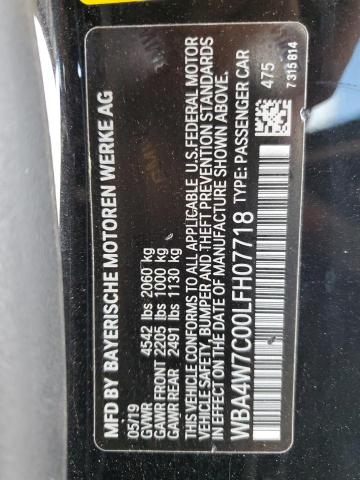 MFD BY BAYERISCHE MOTOREN WERKE AG
05/19
GVWR 4542 lbs 2060 kg
GAWR FRONT 2205 lbs 1000 kg
GAWR REAR 2491 lbs 1130 kg
THIS VEHICLE CONFORMS TO ALL APPLICABLE U.S.FEDERAL MOTOR
VEHICLE SAFETY, BUMPER AND THEFT PREVENTION STANDARDS
IN EFFECT ON THE DATE OF MANUFACTURE SHOWN ABOVE.
WBA4W7C00LFH07718 TYPE: PASSENGER CAR
475
7 315 814